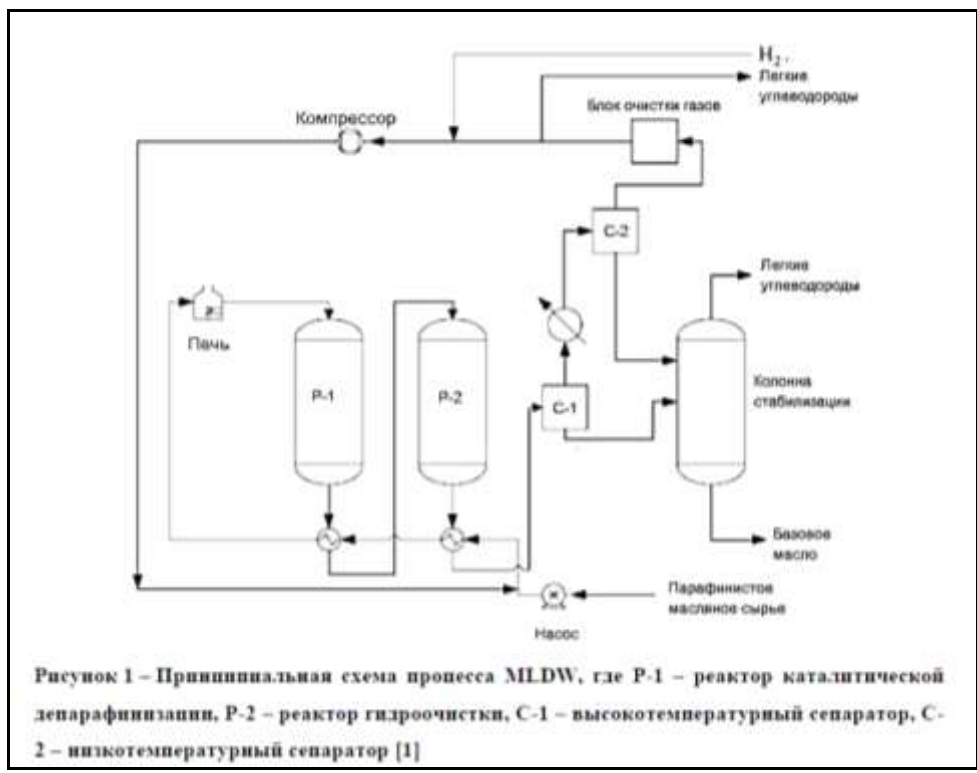 H₂.
Легкие
углеводороды
Блок очистки газов
Компрессор
С-2
Легкие
углеводороды
Печь
Р-1
Р-2
С-1
Колонна
стабилизации
Базовое
масло
Парафинистое
масляное сырье
Насос
Рисунок 1 – Принципиальная схема процесса MLDW, где Р-1 – реактор каталитической
депарафинизации, Р-2 – реактор гидроочистки, С-1 – высокотемпературный сепаратор, С-
2 – низкотемпературный сепаратор [1]